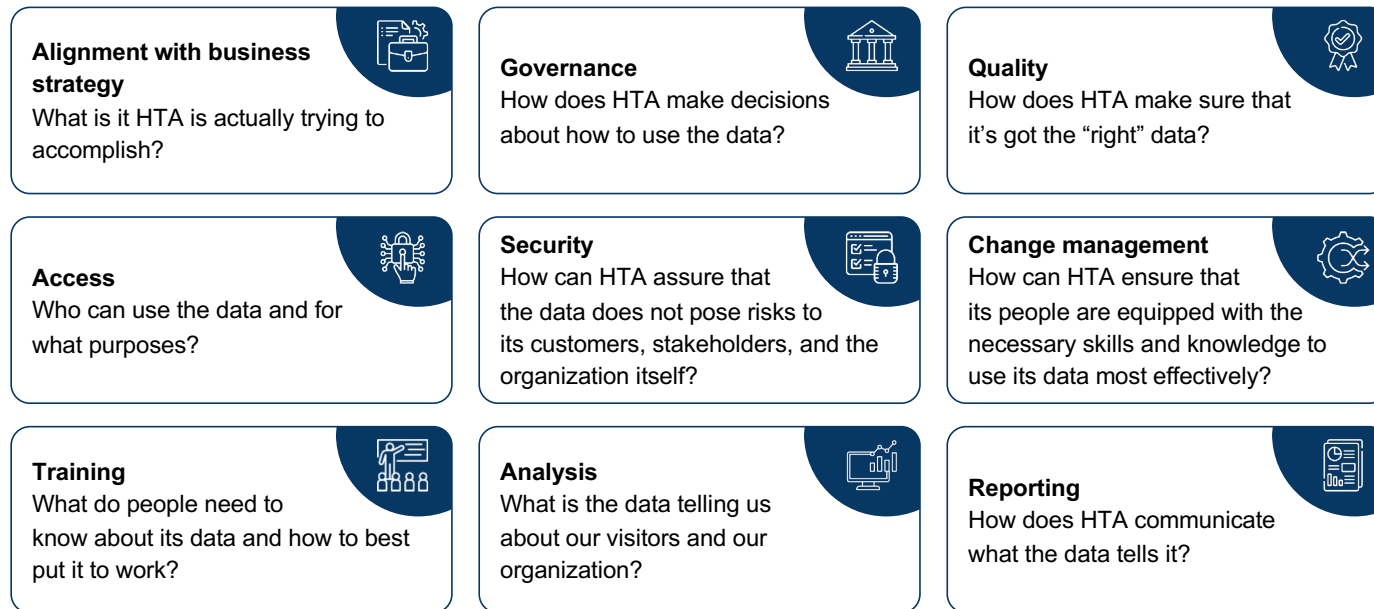 Alignment with business
strategy
What is it HTA is actually trying to
accomplish?
Governance
How does HTA make decisions
about how to use the data?
Quality
How does HTA make sure that
it’s got the “right” data?
Access
Who can use the data and for
what purposes?
Security
How can HTA assure that
the data does not pose risks to
its customers, stakeholders, and the
organization itself?
Change management
How can HTA ensure that
its people are equipped with the
necessary skills and knowledge to
use its data most effectively?
Training
What do people need to
know about its data and how to best
put it to work?
Analysis
What is the data telling us
about our visitors and our
organization?
Reporting
How does HTA communicate
what the data tells it?